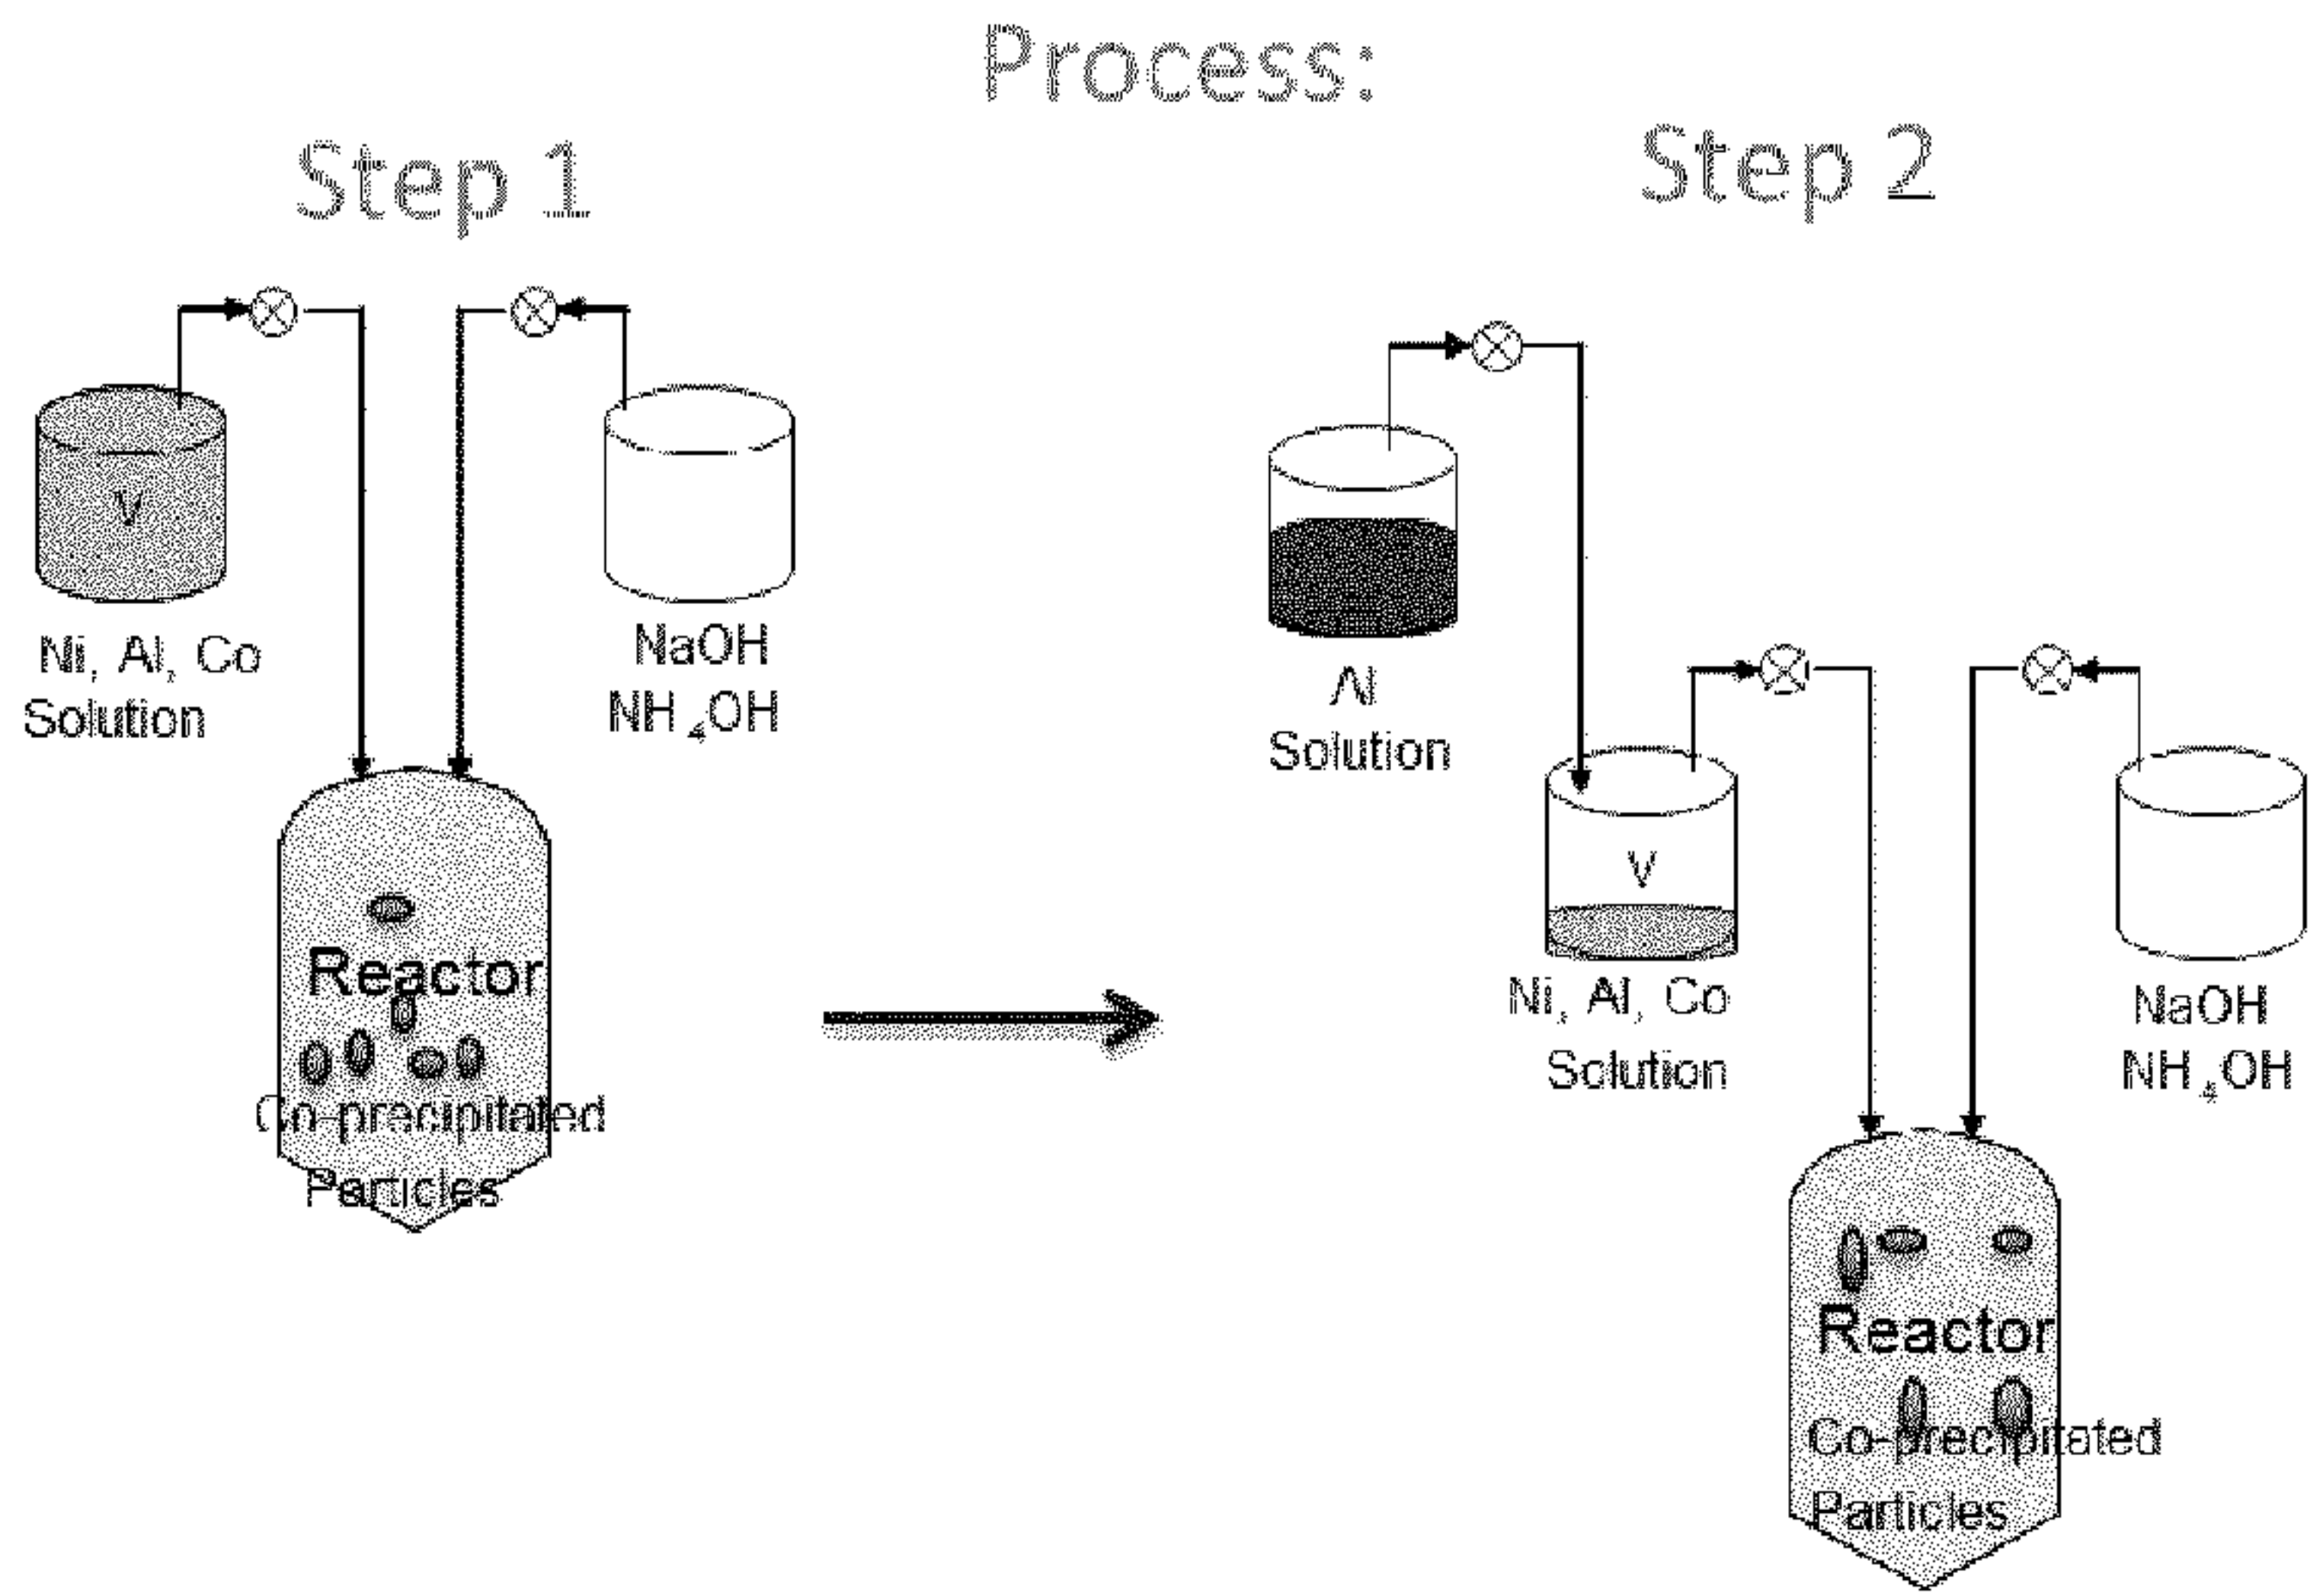 Process:
Step 1
Step 2
V
Ni, Al, Co
Solution
NaOH
NH4OH
Reactor
Co-precipitated
Particles
Al
Solution
V
Ni, Al, Co
Solution
NaOH
NH4OH
Reactor
Co-precipitated
Particles